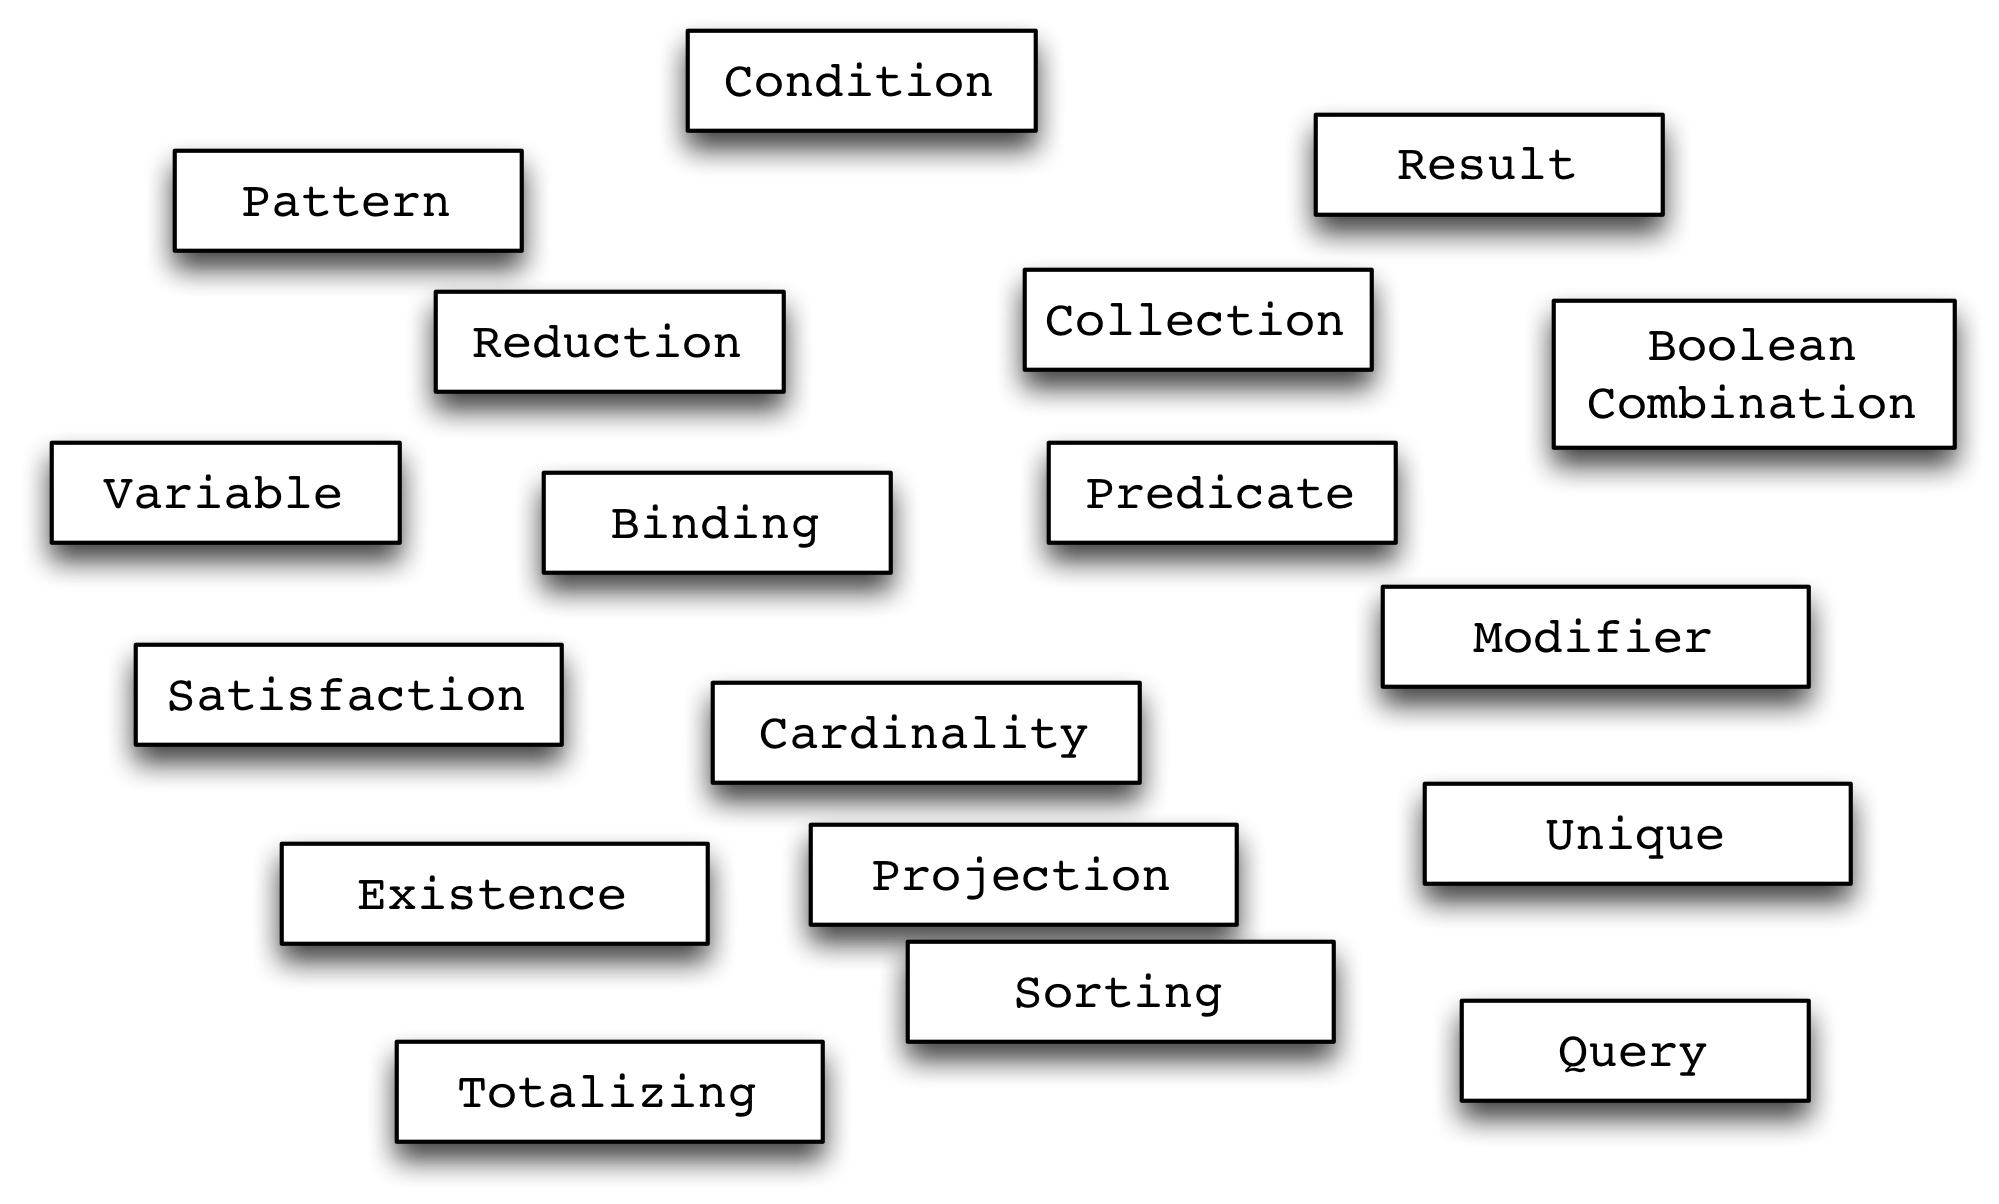 Condition
Result
Pattern
Collection
Reduction
Boolean
Combination
Variable
Predicate
Binding
Modifier
Satisfaction
Cardinality
Unique
Projection
Existence
Sorting
Query
Totalizing